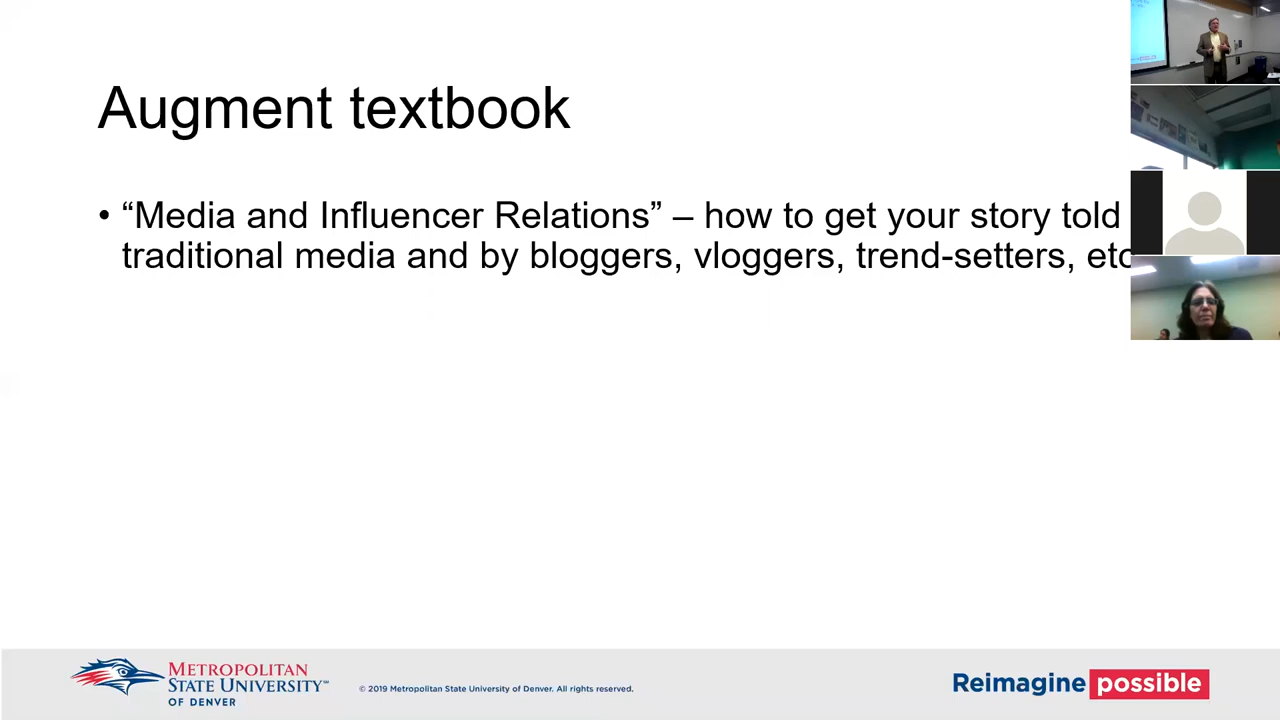 Augment textbook
• “Media and Influencer Relations” – how to get your story told
traditional media and by bloggers, vloggers, trend-setters, etc
METROPOLITAN
STATE UNIVERSITY™
OF DENVER
© 2019 Metropolitan State University of Denver. All rights reserved.
Reimagine possible